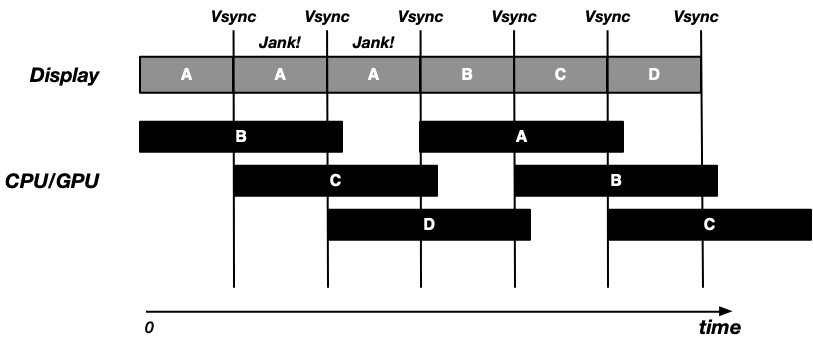 Vsync Vsync Vsync Vsync Vsync Vsync
Jank! Jank!
Display A A A B C D
B A
CPU/GPU C B
D C
0 time